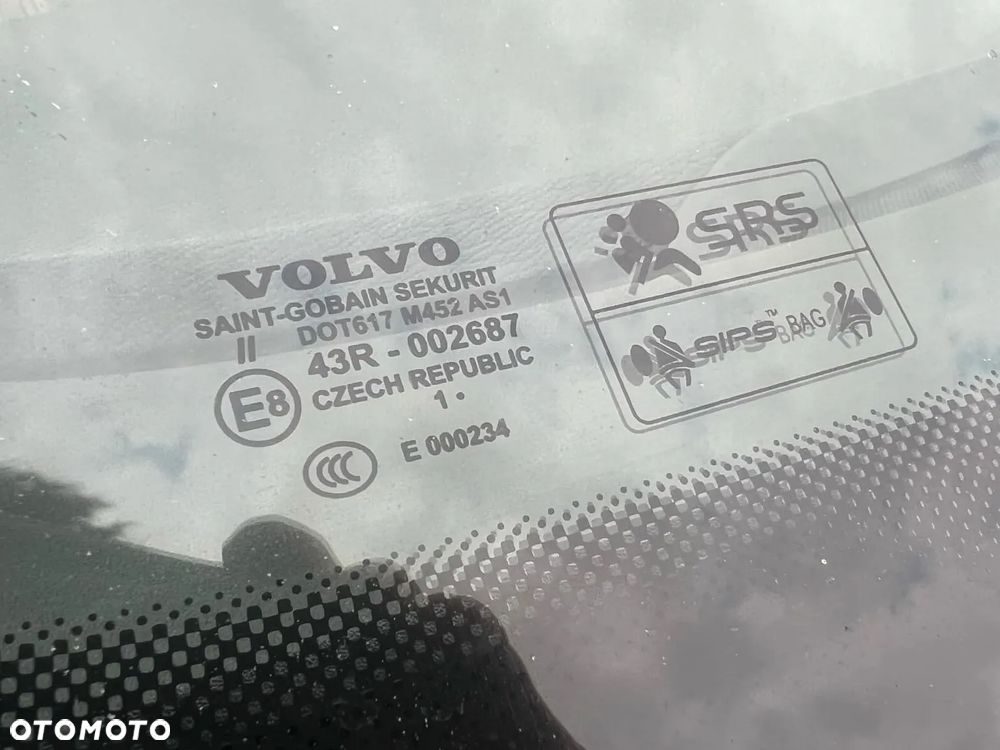 VOLVO
SAINT-GOBAIN SEKURIT
DOT617 M452 AS1
II 43R - 002687
E8 CZECH REPUBLIC
1 •
CCC E 000234
SRS
SIPS™ BAG
OTOMOTO